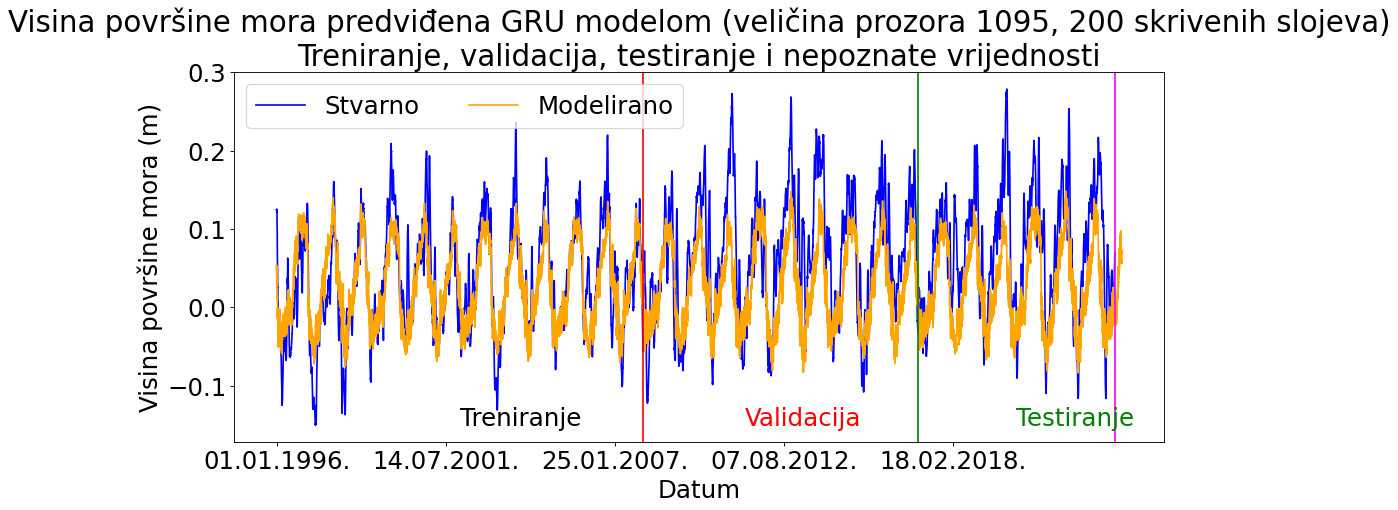 Visina površine mora predviđena GRU modelom (veličina prozora 1095, 200 skrivenih slojeva)
Treniranje, validacija, testiranje i nepoznate vrijednosti
Stvarno Modelirano
Visina površine mora (m)
0.3
0.2
0.1
0.0
−0.1
Treniranje Validacija Testiranje
01.01.1996. 14.07.2001. 25.01.2007. 07.08.2012. 18.02.2018.
Datum